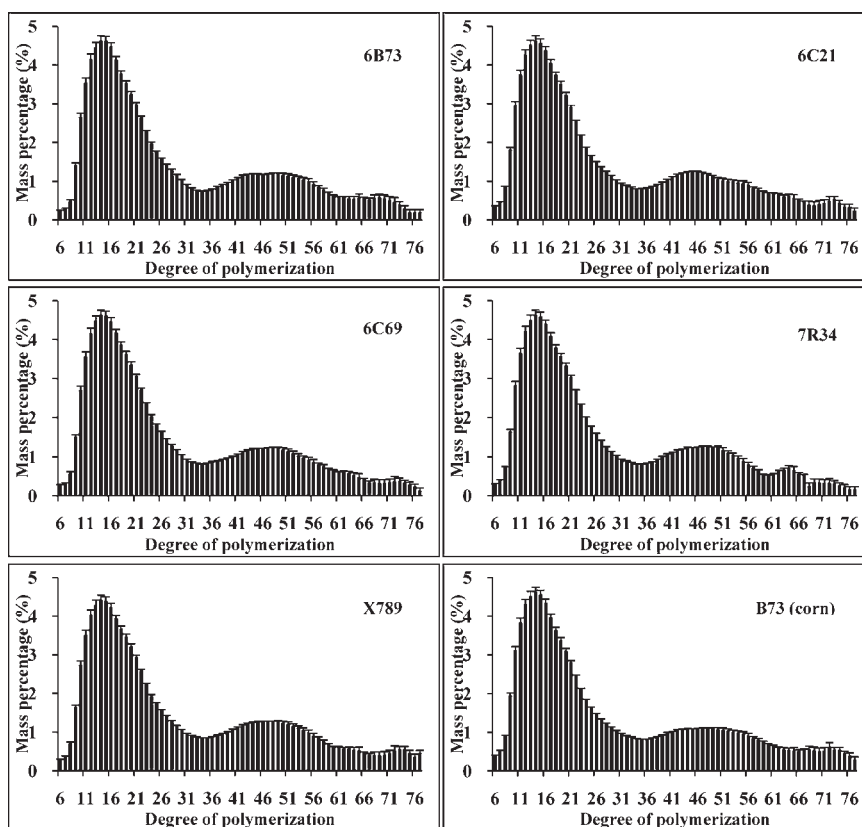 Mass percentage (%)
5
4
3
2
1
0
6B73
6 11 16 21 26 31 36 41 46 51 56 61 66 71 76
Degree of polymerization
Mass percentage (%)
5
4
3
2
1
0
6C21
6 11 16 21 26 31 36 41 46 51 56 61 66 71 76
Degree of polymerization
Mass percentage (%)
5
4
3
2
1
0
6C69
6 11 16 21 26 31 36 41 46 51 56 61 66 71 76
Degree of polymerization
Mass percentage (%)
5
4
3
2
1
0
7R34
6 11 16 21 26 31 36 41 46 51 56 61 66 71 76
Degree of polymerization
Mass percentage (%)
5
4
3
2
1
0
X789
6 11 16 21 26 31 36 41 46 51 56 61 66 71 76
Degree of polymerization
Mass percentage (%)
5
4
3
2
1
0
B73 (corn)
6 11 16 21 26 31 36 41 46 51 56 61 66 71 76
Degree of polymerization